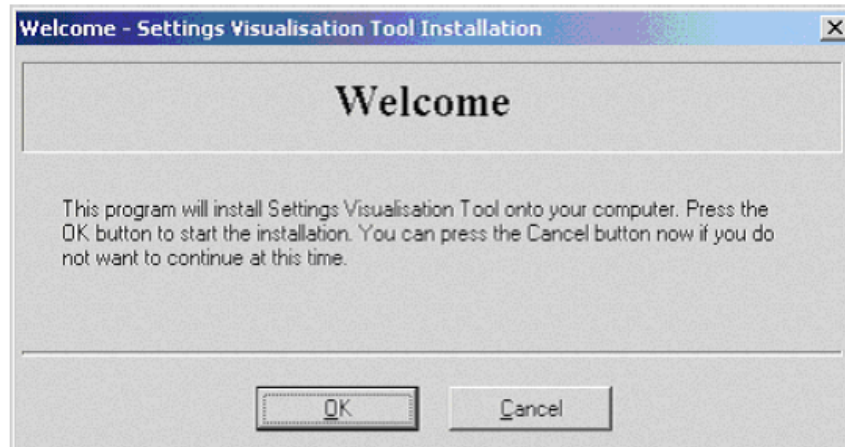 Welcome - Settings Visualisation Tool Installation
Welcome
This program will install Settings Visualisation Tool onto your computer. Press the
OK button to start the installation. You can press the Cancel button now if you do
not want to continue at this time.
OK
Cancel